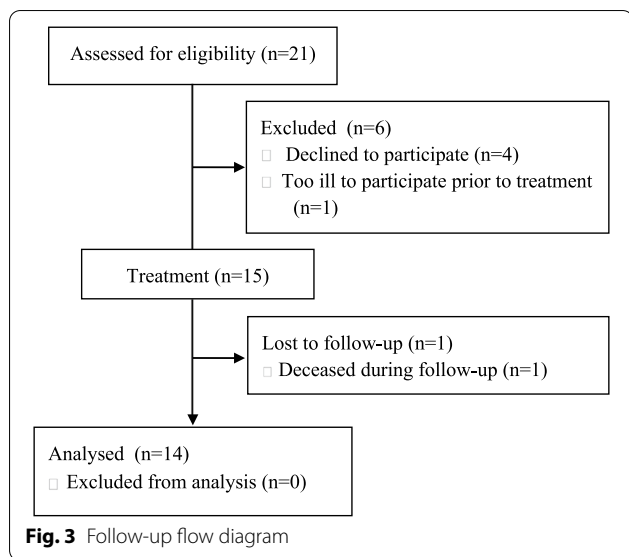 Assessed for eligibility (n=21)
Excluded (n=6)
□ Declined to participate (n=4)
□ Too ill to participate prior to treatment
(n=1)
Treatment (n=15)
Lost to follow-up (n=1)
□ Deceased during follow-up (n=1)
Analysed (n=14)
□ Excluded from analysis (n=0)
Fig. 3 Follow-up flow diagram